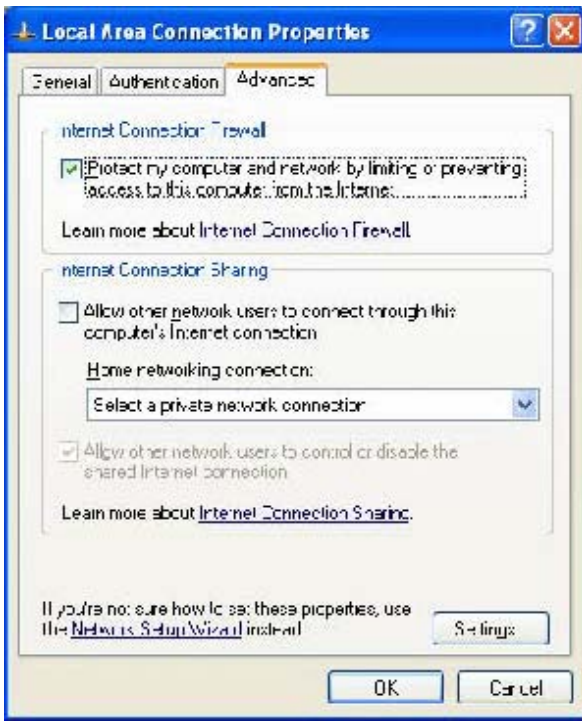 Local Area Connection Properties
General Authentication Advanced
Internet Connection Firewall
Protect my computer and network by limiting or preventing
access to this computer from the Internet
Learn more about Internet Connection Firewall.
Internet Connection Sharing
Allow other network users to connect through this
computer's Internet connection
Home networking connection:
Select a private network connection
Allow other network users to control or disable the
shared Internet connection
Learn more about Internet Connection Sharing.
If you're not sure how to set these properties, use
the Network Setup Wizard instead.
Settings
OK Cancel